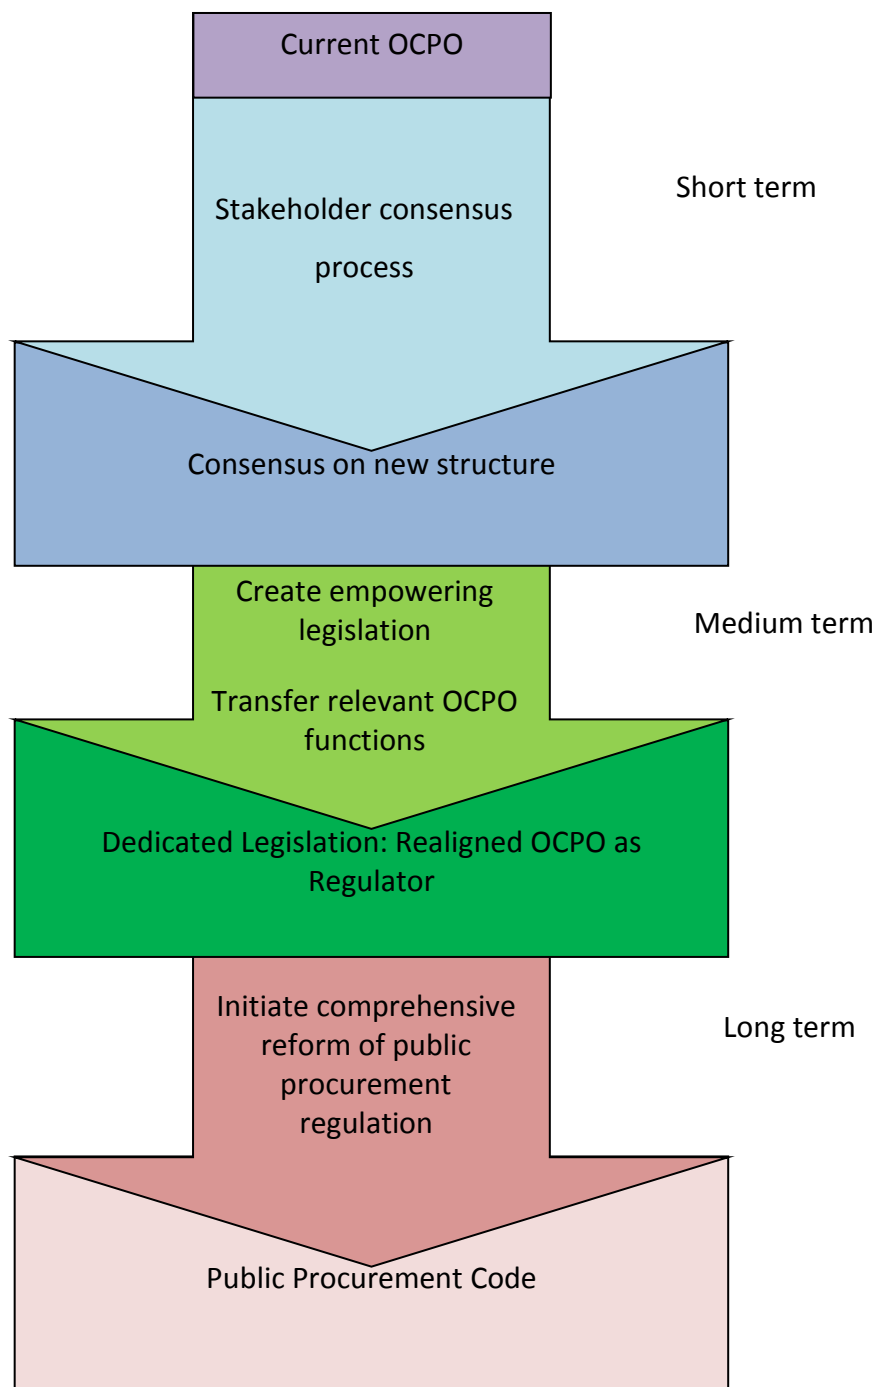 Current OCPO
Short term
Stakeholder consensus
process
Consensus on new structure
Create empowering
legislation
Medium term
Transfer relevant OCPO
functions
Dedicated Legislation: Realigned OCPO as
Regulator
Initiate comprehensive
reform of public
procurement
regulation
Long term
Public Procurement Code